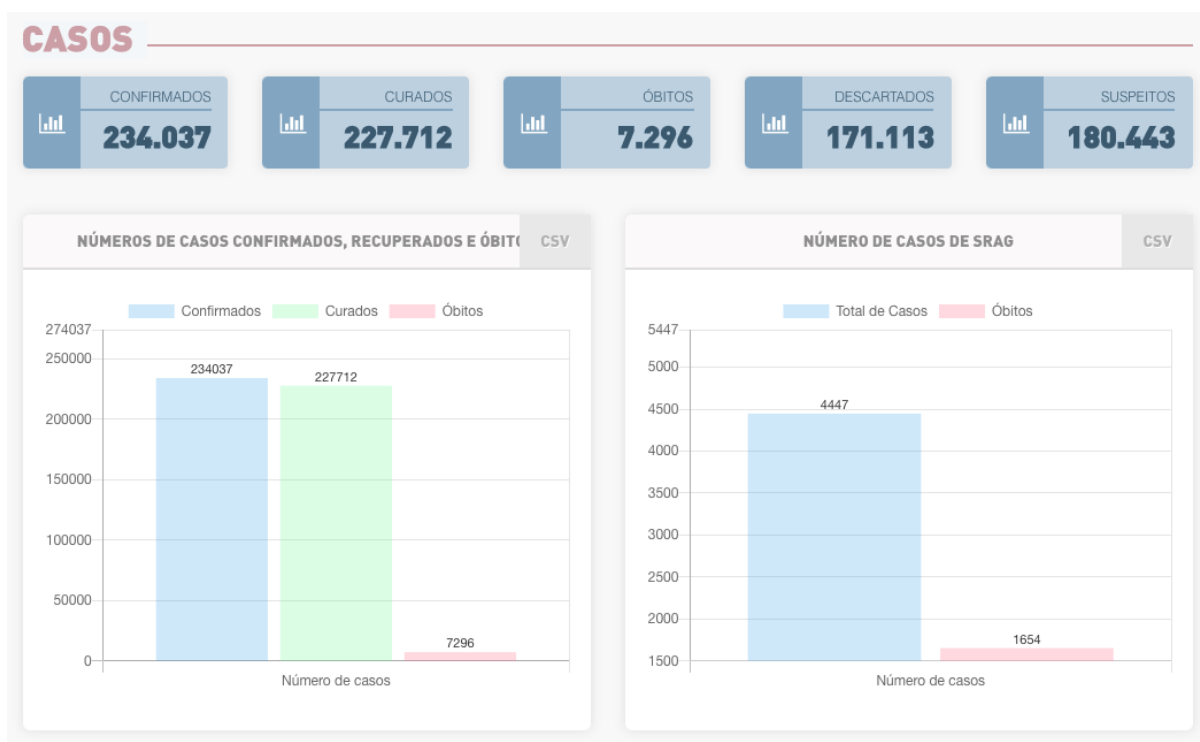 CASOS
CONFIRMADOS
234.037
CURADOS
227.712
ÓBITOS
7.296
DESCARTADOS
171.113
SUSPEITOS
180.443
NÚMEROS DE CASOS CONFIRMADOS, RECUPERADOS E ÓBITO
CSV
Confirmados Curados Óbitos
274037
250000
200000
150000
100000
50000
0
234037
227712
7296
Número de casos
NÚMERO DE CASOS DE SRAG
CSV
Total de Casos Óbitos
5447
5000
4500
4000
3500
3000
2500
2000
1500
4447
1654
Número de casos